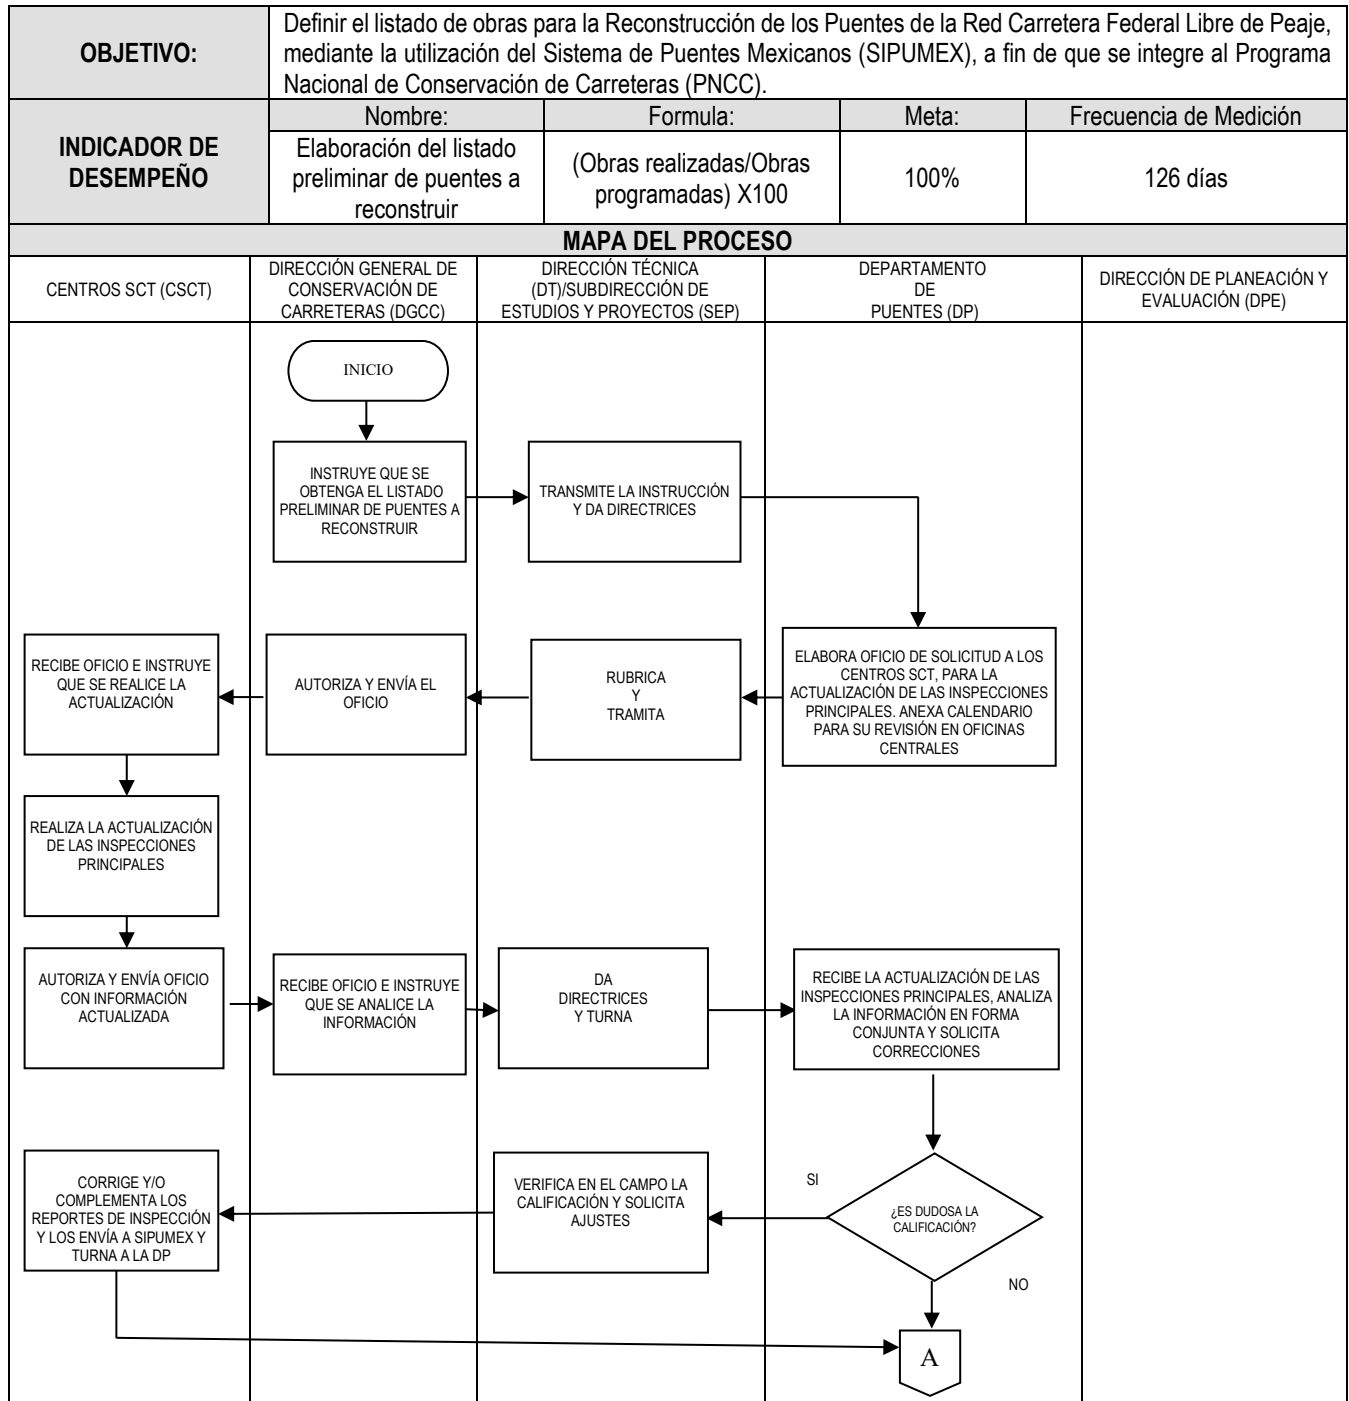 OBJETIVO:
Definir el listado de obras para la Reconstrucción de los Puentes de la Red Carretera Federal Libre de Peaje,
mediante la utilización del Sistema de Puentes Mexicanos (SIPUMEX), a fin de que se integre al Programa
Nacional de Conservación de Carreteras (PNCC).
INDICADOR DE
DESEMPEÑO
Nombre:
Formula:
Meta:
Frecuencia de Medición
Elaboración del listado
preliminar de puentes a
reconstruir
(Obras realizadas/Obras
programadas) X100
100%
126 días
MAPA DEL PROCESO
CENTROS SCT (CSCT)
DIRECCIÓN GENERAL DE
CONSERVACIÓN DE
CARRETERAS (DGCC)
DIRECCIÓN TÉCNICA
(DT)/SUBDIRECCIÓN DE
ESTUDIOS Y PROYECTOS (SEP)
DEPARTAMENTO
DE
PUENTES (DP)
DIRECCIÓN DE PLANEACIÓN Y
EVALUACIÓN (DPE)
INICIO
INSTRUYE QUE SE
OBTENGA EL LISTADO
PRELIMINAR DE PUENTES A
RECONSTRUIR
TRANSMITE LA INSTRUCCIÓN
Y DA DIRECTRICES
RECIBE OFICIO E INSTRUYE
QUE SE REALICE LA
ACTUALIZACIÓN
AUTORIZA Y ENVÍA EL
OFICIO
RUBRICA
Y
TRAMITA
ELABORA OFICIO DE SOLICITUD A LOS
CENTROS SCT, PARA LA
ACTUALIZACIÓN DE LAS INSPECCIONES
PRINCIPALES. ANEXA CALENDARIO
PARA SU REVISIÓN EN OFICINAS
CENTRALES
REALIZA LA ACTUALIZACIÓN
DE LAS INSPECCIONES
PRINCIPALES
AUTORIZA Y ENVÍA OFICIO
CON INFORMACIÓN
ACTUALIZADA
RECIBE OFICIO E INSTRUYE
QUE SE ANALICE LA
INFORMACIÓN
DA
DIRECTRICES
Y TURNA
RECIBE LA ACTUALIZACIÓN DE LAS
INSPECCIONES PRINCIPALES, ANALIZA
LA INFORMACIÓN EN FORMA
CONJUNTA Y SOLICITA
CORRECCIONES
CORRIGE Y/O
COMPLEMENTA LOS
REPORTES DE INSPECCIÓN
Y LOS ENVÍA A SIPUMEX Y
TURNA A LA DP
VERIFICA EN EL CAMPO LA
CALIFICACIÓN Y SOLICITA
AJUSTES
SI
¿ES DUDOSA LA
CALIFICACIÓN?
NO
A